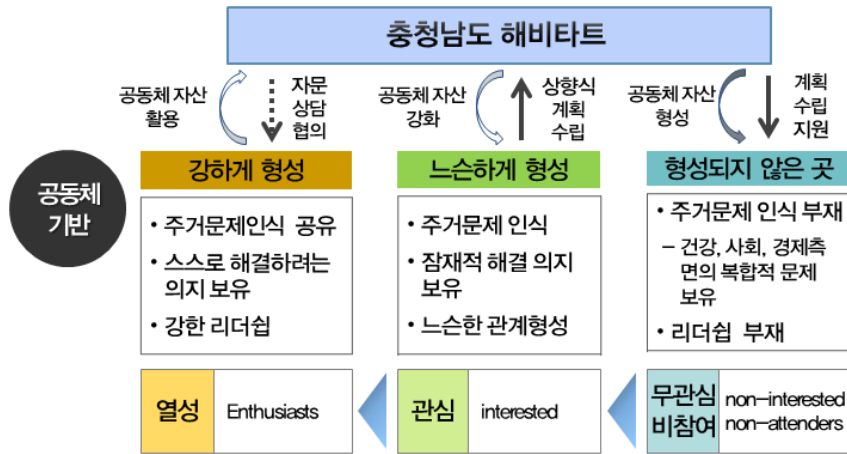 충청남도 해비타트
공동체 자산
활용
자문
상담
협의
공동체 자산
강화
상향식
계획
수립
공동체 자산
형성
계획
수립
지원
공동체
기반
강하게 형성
• 주거문제인식 공유
• 스스로 해결하려는
의지 보유
• 강한 리더쉽
느슨하게 형성
• 주거문제 인식
• 잠재적 해결 의지
보유
• 느슨한 관계형성
형성되지 않은 곳
• 주거문제 인식 부재
– 건강, 사회, 경제측
면의 복합적 문제
보유
• 리더쉽 부재
열성
Enthusiasts
관심
interested
무관심
비참여
non-interested
non-attenders